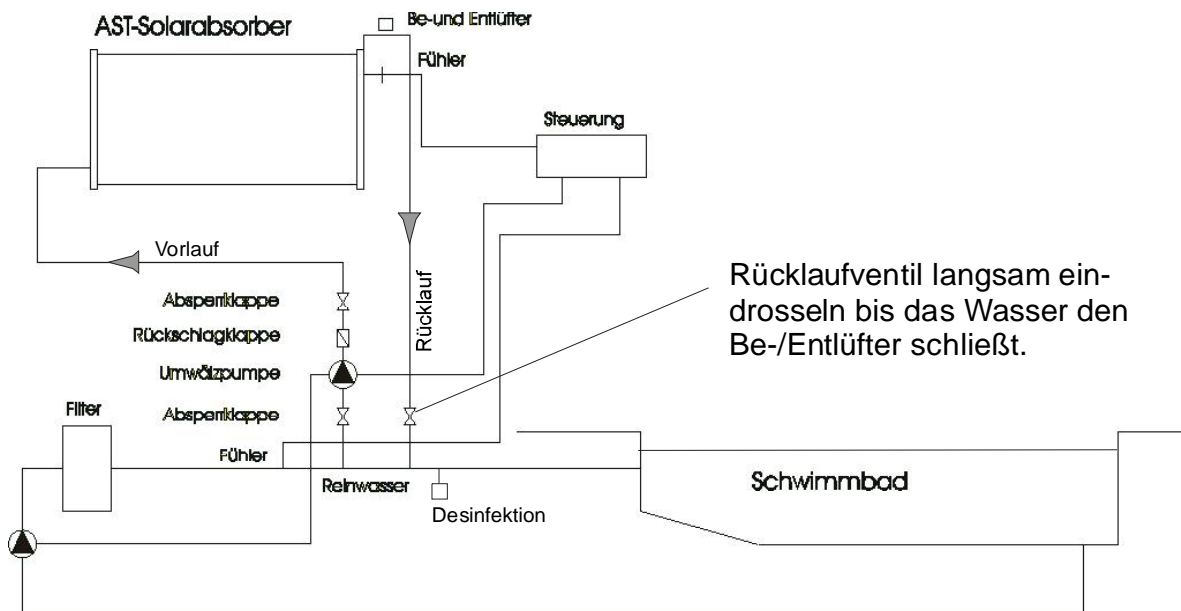 Be-und Entlüfter
AST-Solarabsorber
Fühler
Steuerung
Vorlauf
Rücklauf
Absperrklappe
Rückschlagklappe
Umwälzpumpe
Absperrklappe
Rücklaufventil langsam ein-
drosseln bis das Wasser den
Be-/Entlüfter schließt.
Filter
Fühler
Reinwasser
Desinfektion
Schwimmbad